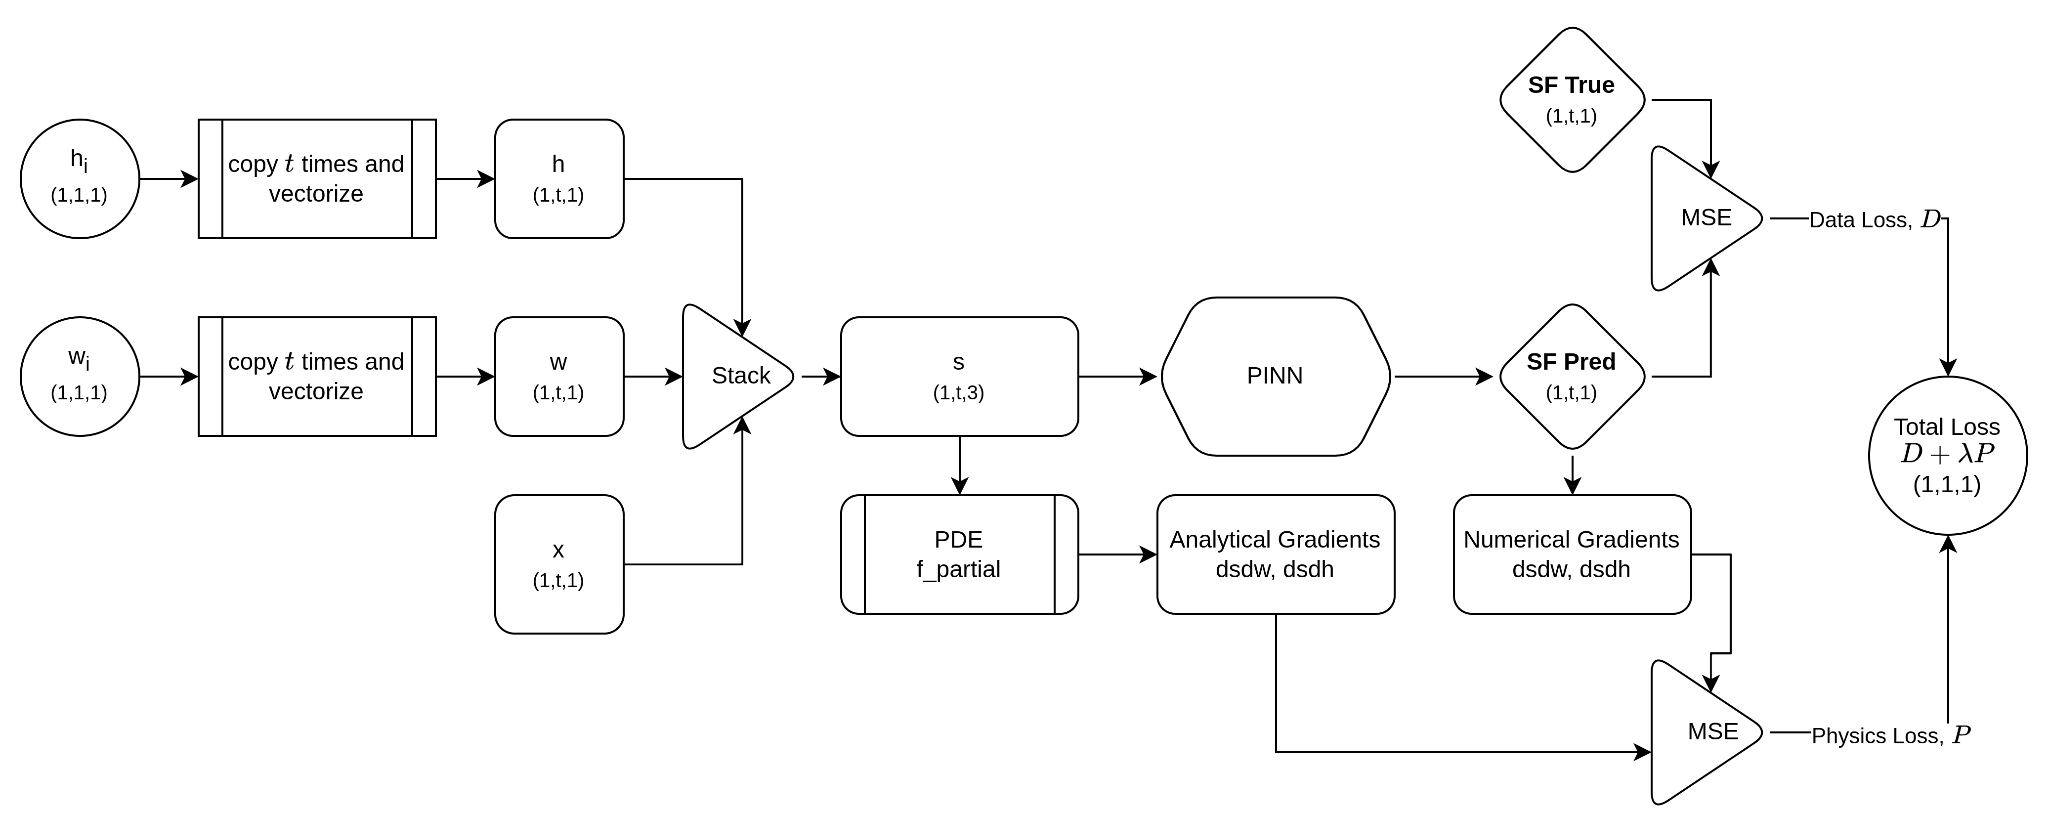 SF True
(1,t,1)
h_i
(1,1,1)
copy t times and
vectorize
h
(1,t,1)
MSE
Data Loss, D
w_i
(1,1,1)
copy t times and
vectorize
w
(1,t,1)
Stack
s
(1,t,3)
PINN
SF Pred
(1,t,1)
Total Loss
D + λP
(1,1,1)
x
(1,t,1)
PDE
f_partial
Analytical Gradients
dsdw, dsdh
Numerical Gradients
dsdw, dsdh
MSE
Physics Loss, P